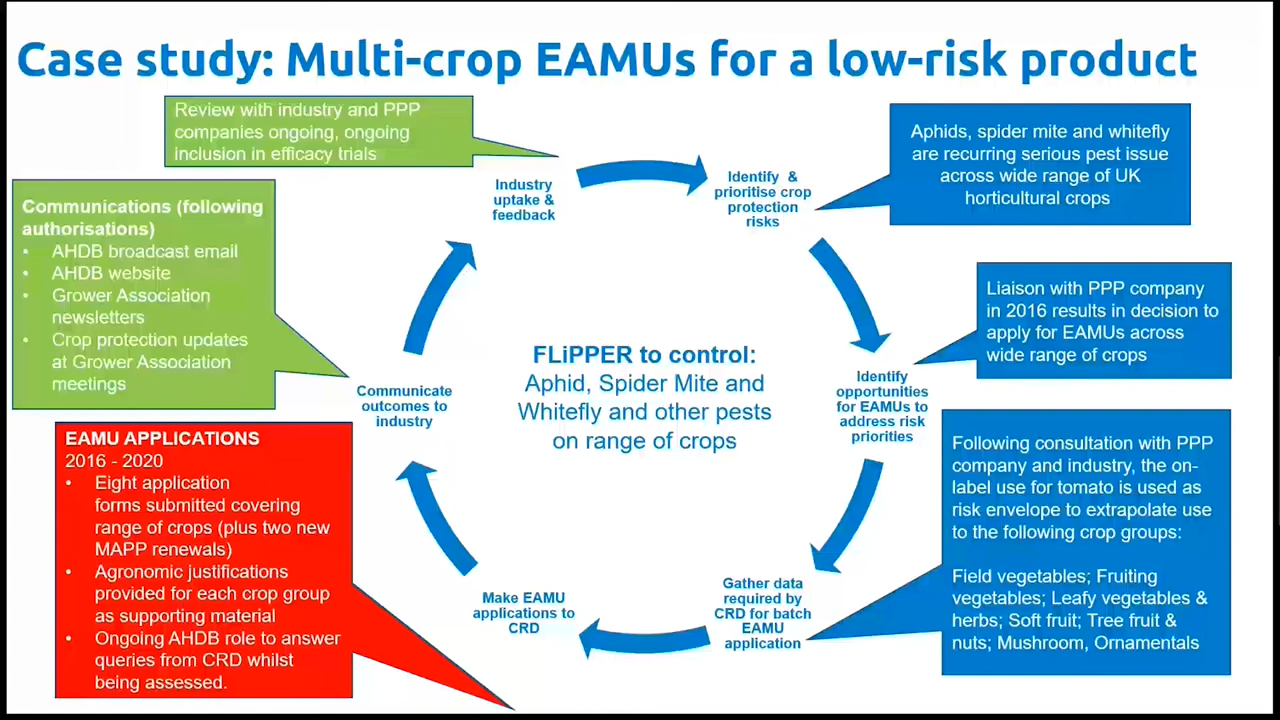 Case study: Multi-crop EAMUs for a low-risk product
Review with industry and PPP
companies ongoing, ongoing
inclusion in efficacy trials
Aphids, spider mite and whitefly
are recurring serious pest issue
across wide range of UK
horticultural crops
Industry
uptake &
feedback
Identify &
prioritise crop
protection
risks
Communications (following
authorisations)
• AHDB broadcast email
• AHDB website
• Grower Association
newsletters
• Crop protection updates
at Grower Association
meetings
Liaison with PPP company
in 2016 results in decision to
apply for EAMUs across
wide range of crops
FLiPPER to control:
Aphid, Spider Mite and
Whitefly and other pests
on range of crops
Communicate
outcomes to
industry
Identify
opportunities
for EAMUs to
address risk
priorities
EAMU APPLICATIONS
2016 - 2020
• Eight application
forms submitted covering
range of crops (plus two new
MAPP renewals)
• Agronomic justifications
provided for each crop group
as supporting material
• Ongoing AHDB role to answer
queries from CRD whilst
being assessed.
Following consultation with PPP
company and industry, the on-
label use for tomato is used as
risk envelope to extrapolate use
to the following crop groups:
Field vegetables; Fruiting
vegetables; Leafy vegetables &
herbs; Soft fruit; Tree fruit &
nuts; Mushroom, Ornamentals
Make EAMU
applications to
CRD
Gather data
required by
CRD for batch
EAMU
application